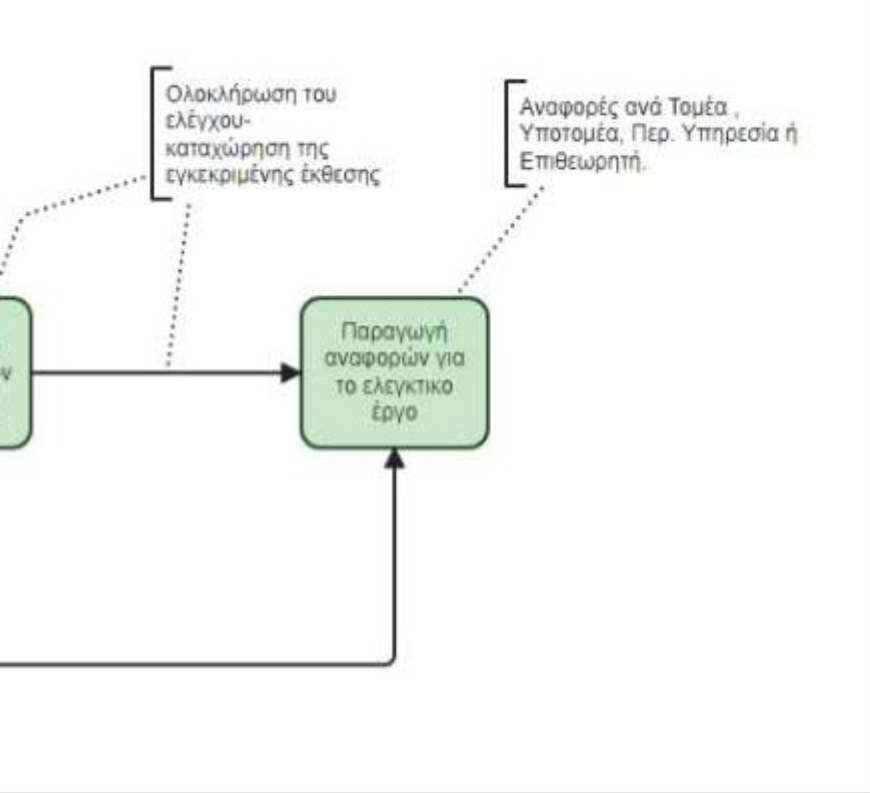 Ολοκλήρωση του
ελέγχου-
καταχώρηση της
εγκεκριμένης έκθεσης
Αναφορές ανά Τομέα ,
Υποτομέα, Περ. Υπηρεσία ή
Επιθεωρητή.
Παραγωγή
αναφορών για
το ελεγκτικο
έργο